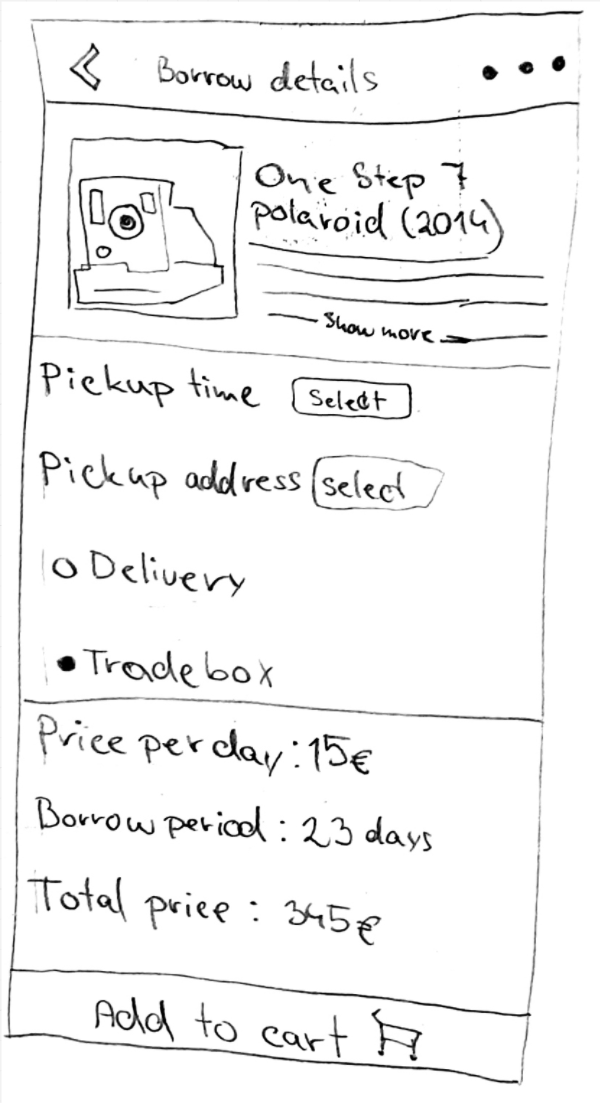 Borrow details
One Step 7
polaroid (2014)
Show more
Pickup time Select
Pickup address select
Delivery
Tradebox
Price per day: 15€
Borrow period: 23 days
Total price: 345€
Add to cart